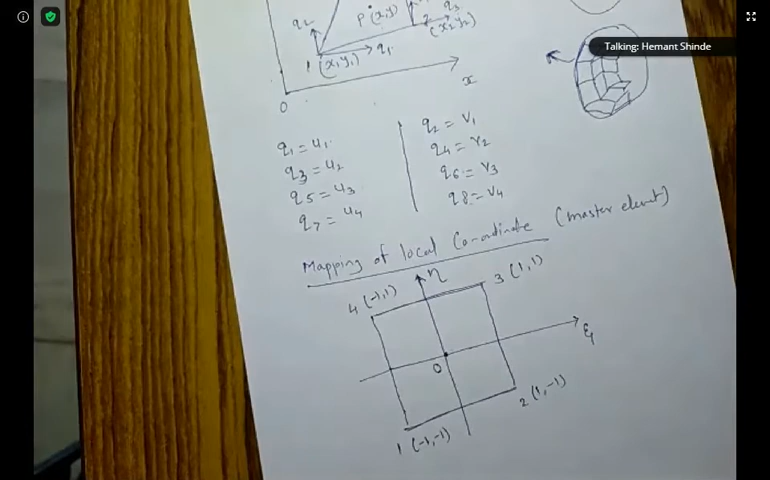 Talking: Hemant Shinde
q2
P(x,y)
q3
2
(x2,y2)
1 (x1,y1)
q1
x
0
q1 = u1
q3 = u2
q5 = u3
q7 = u4
q2 = v1
q4 = v2
q6 = v3
q8 = v4
Mapping of local Co-ordinate (master element)
η
4 (-1,1)
3 (1,1)
ξ
0
2 (1,-1)
1 (-1,-1)